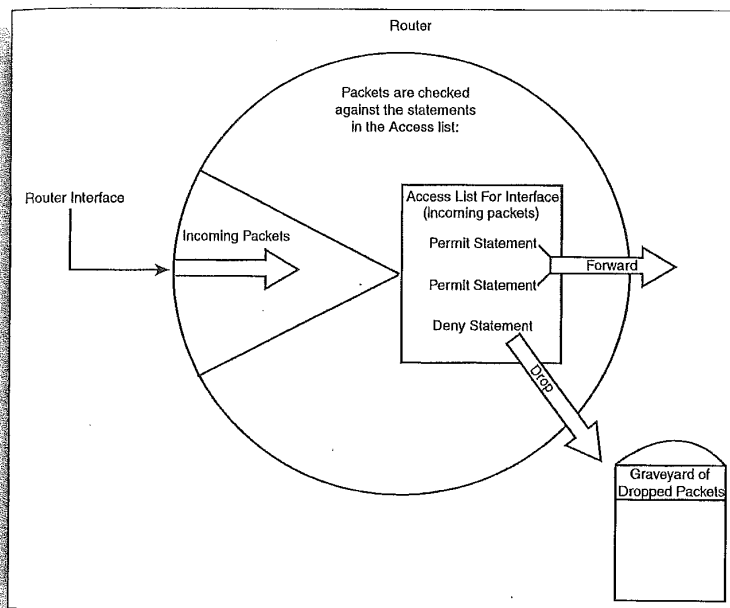 Router
Packets are checked
against the statements
in the Access list:
Router Interface
Incoming Packets
Access List For Interface
(incoming packets)
Permit Statement
Forward
Permit Statement
Deny Statement
Drop
Graveyard of
Dropped Packets